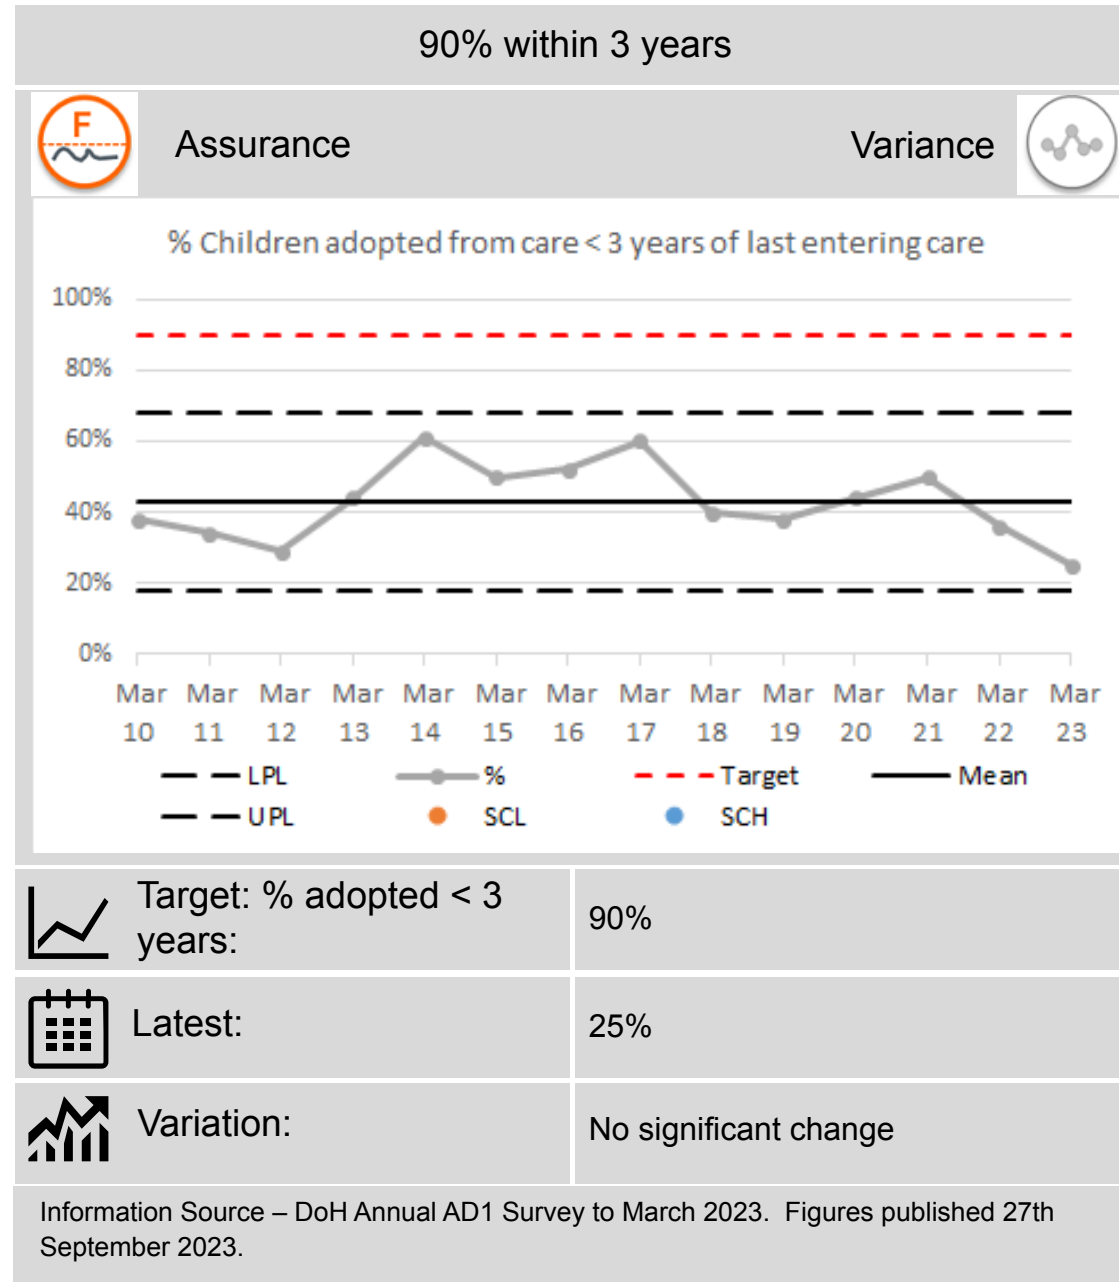 90% within 3 years
F
Assurance
Variance
% Children adopted from care < 3 years of last entering care
100%
80%
60%
40%
20%
0%
Mar Mar Mar Mar Mar Mar Mar Mar Mar Mar Mar Mar Mar Mar
10 11 12 13 14 15 16 17 18 19 20 21 22 23
LPL % Target Mean
UPL SCL SCH
Target: % adopted < 3
years:
90%
Latest:
25%
Variation:
No significant change
Information Source – DoH Annual AD1 Survey to March 2023. Figures published 27th
September 2023.